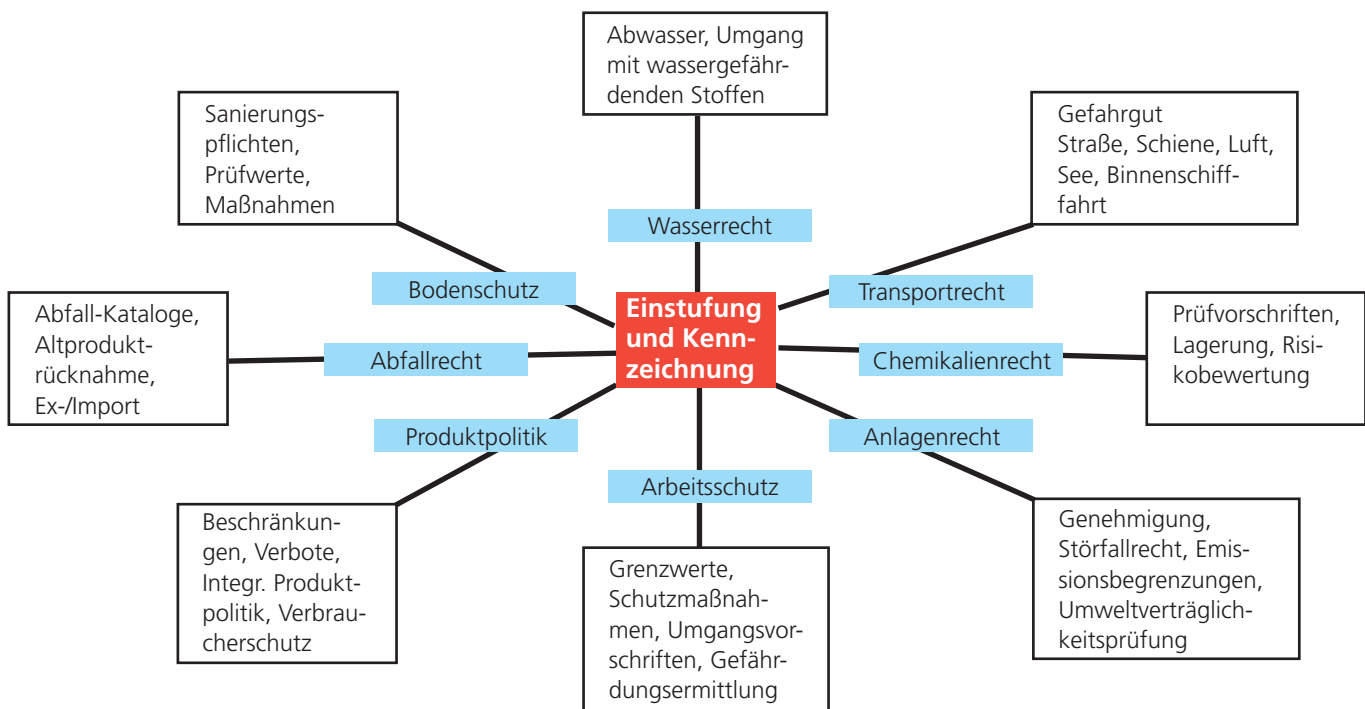 Abwasser, Umgang
mit wassergefähr-
denden Stoffen
Sanierungs-
pflichten,
Prüfwerte,
Maßnahmen
Gefahrgut
Straße, Schiene, Luft,
See, Binnenschiff-
fahrt
Wasserrecht
Bodenschutz
Transportrecht
Einstufung
und Kenn-
zeichnung
Abfall-Kataloge,
Altprodukt-
rücknahme,
Ex-/Import
Abfallrecht
Chemikalienrecht
Prüfvorschriften,
Lagerung, Risi-
kobewertung
Produktpolitik
Anlagenrecht
Arbeitsschutz
Beschränkun-
gen, Verbote,
Integr. Produkt-
politik, Verbrau-
cherschutz
Grenzwerte,
Schutzmaßnah-
men, Umgangsvor-
schriften, Gefähr-
dungsermittlung
Genehmigung,
Störfallrecht, Emis-
sionsbegrenzungen,
Umweltverträglich-
keitsprüfung